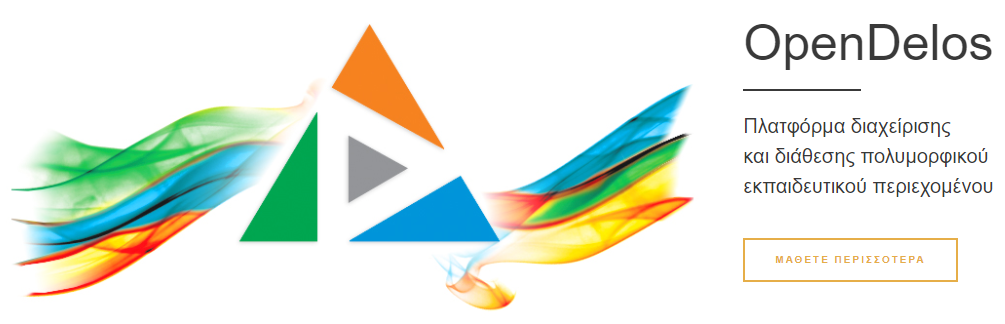 OpenDelos
Πλατφόρμα διαχείρισης
και διάθεσης πολυμορφικού
εκπαιδευτικού περιεχομένου
ΜΑΘΕΤΕ ΠΕΡΙΣΣΟΤΕΡΑ